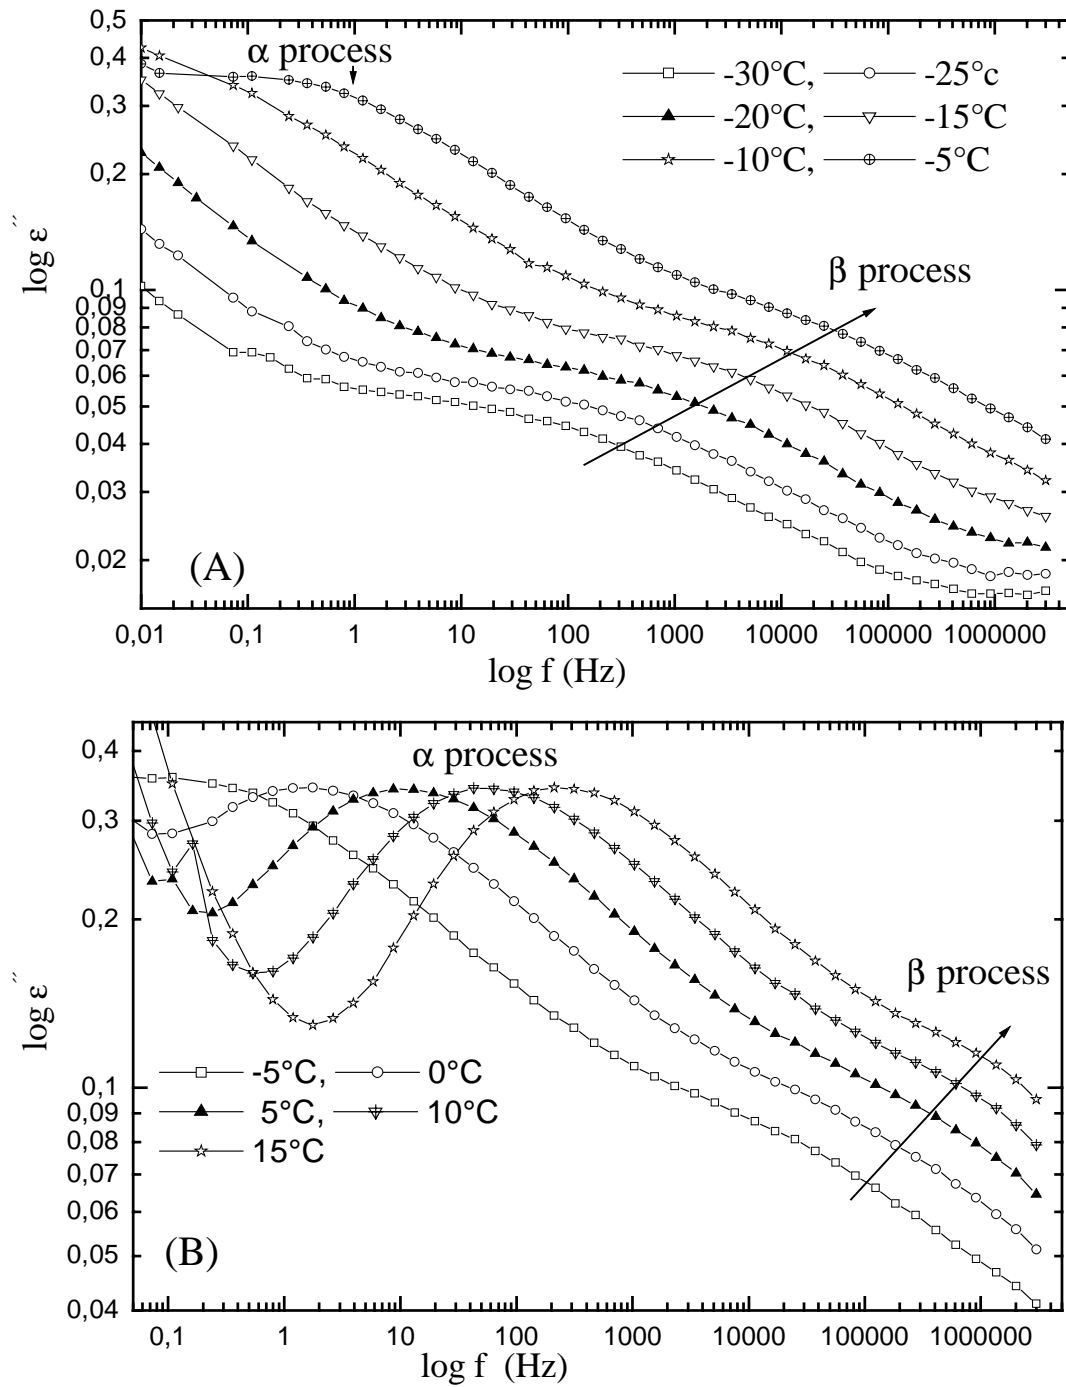 0,5
0,4
0,3
0,2
0,1
0,09
0,08
0,07
0,06
0,05
0,04
0,03
0,02
log ε´´
α process
-30°C, -25°c
-20°C, -15°C
-10°C, -5°C
β process
(A)
0,01 0,1 1 10 100 1000 10000 100000 1000000
log f (Hz)
0,4
0,3
0,2
0,1
0,09
0,08
0,07
0,06
0,05
0,04
log ε´´
α process
β process
-5°C, 0°C
5°C, 10°C
15°C
(B)
0,1 1 10 100 1000 10000 100000 1000000
log f (Hz)